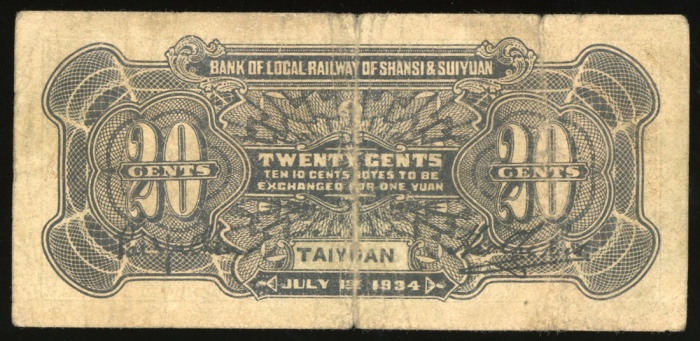 BANK OF LOCAL RAILWAY OF SHANSI & SUIYUAN
20
CENTS
TWENTY CENTS
TEN 10 CENTS NOTES TO BE
EXCHANGED FOR ONE YUAN
20
CENTS
TAIYUAN
JULY 1934